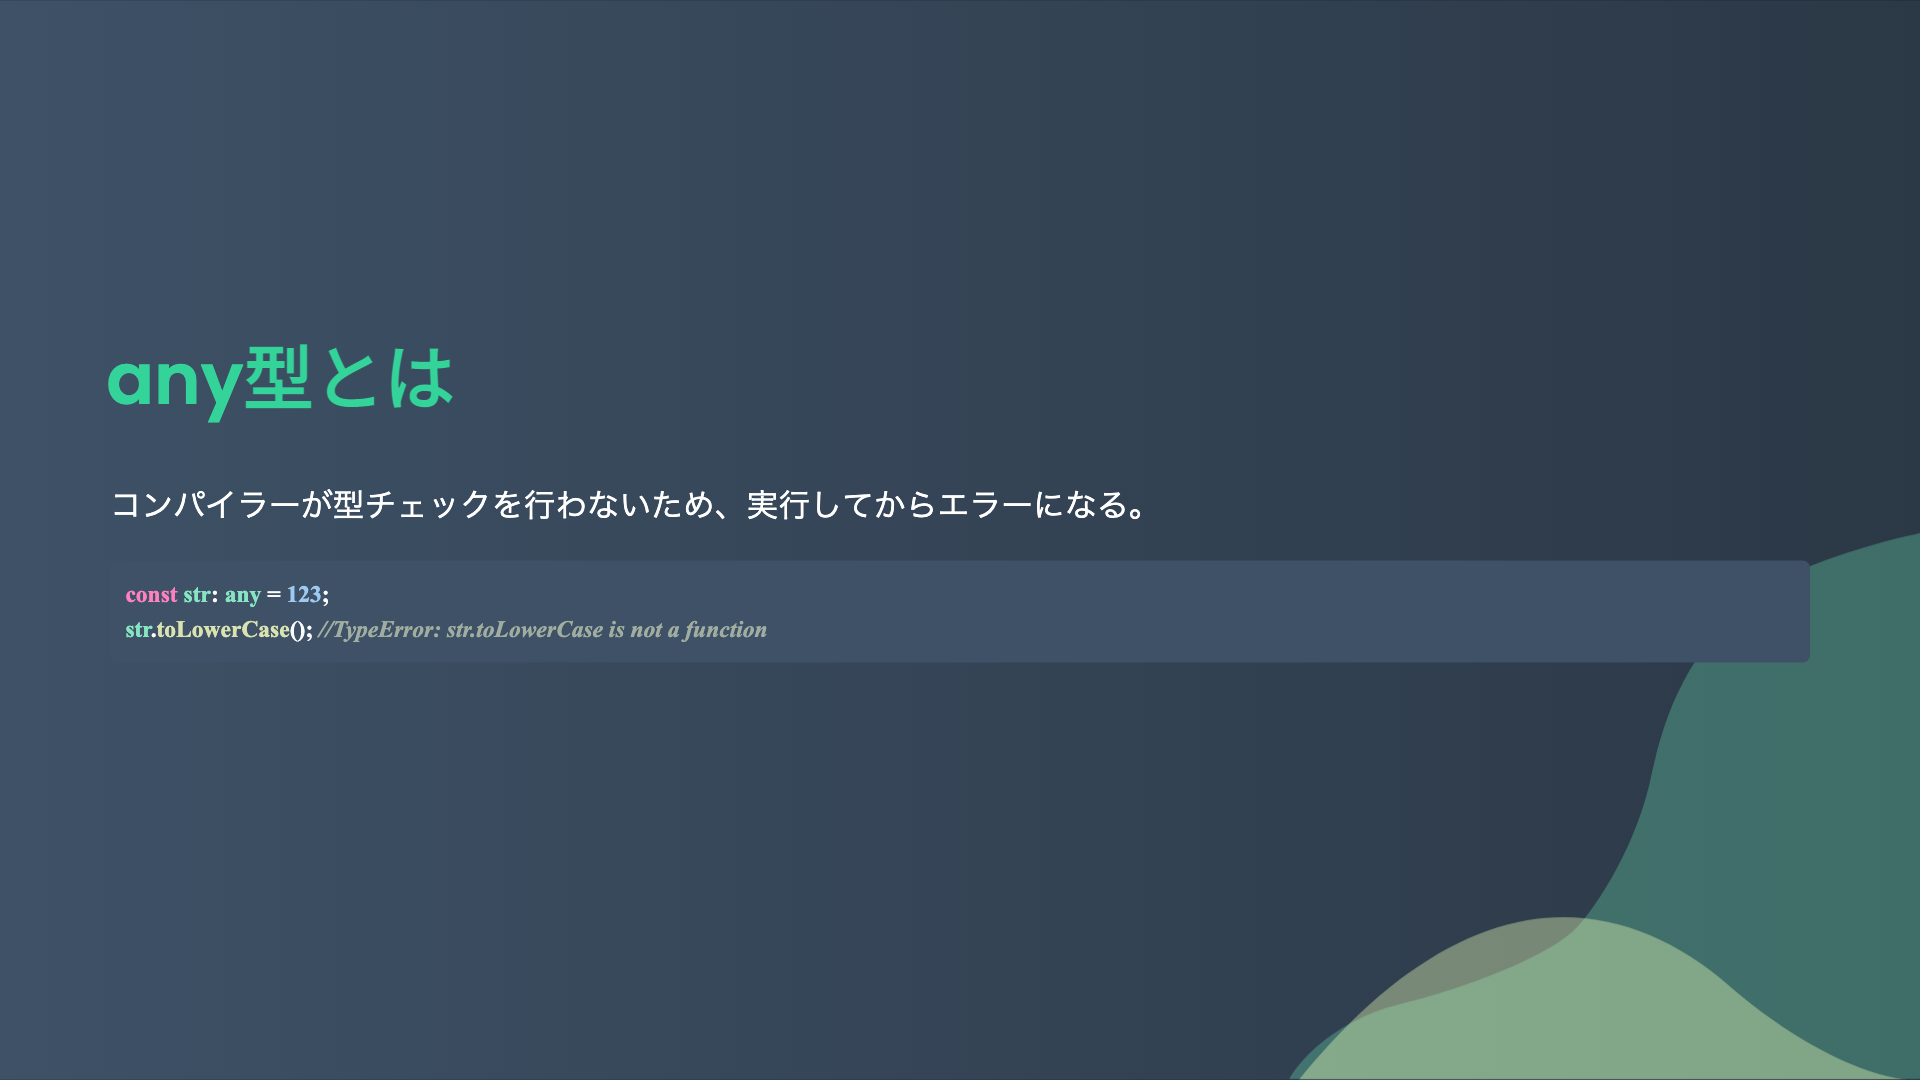 any型とは
コンパイラーが型チェックを行わないため、実行してからエラーになる。
const str: any = 123;
str.toLowerCase(); //TypeError: str.toLowerCase is not a function